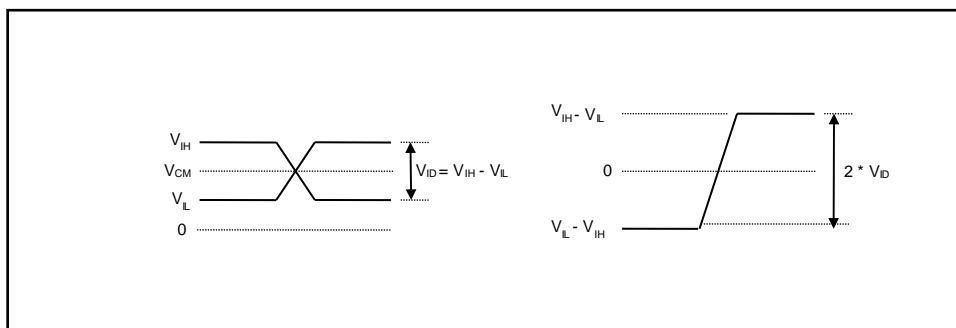 V_IH
V_CM
V_IL
0
V_ID = V_IH - V_IL
V_IH - V_IL
0
V_IL - V_IH
2 * V_ID